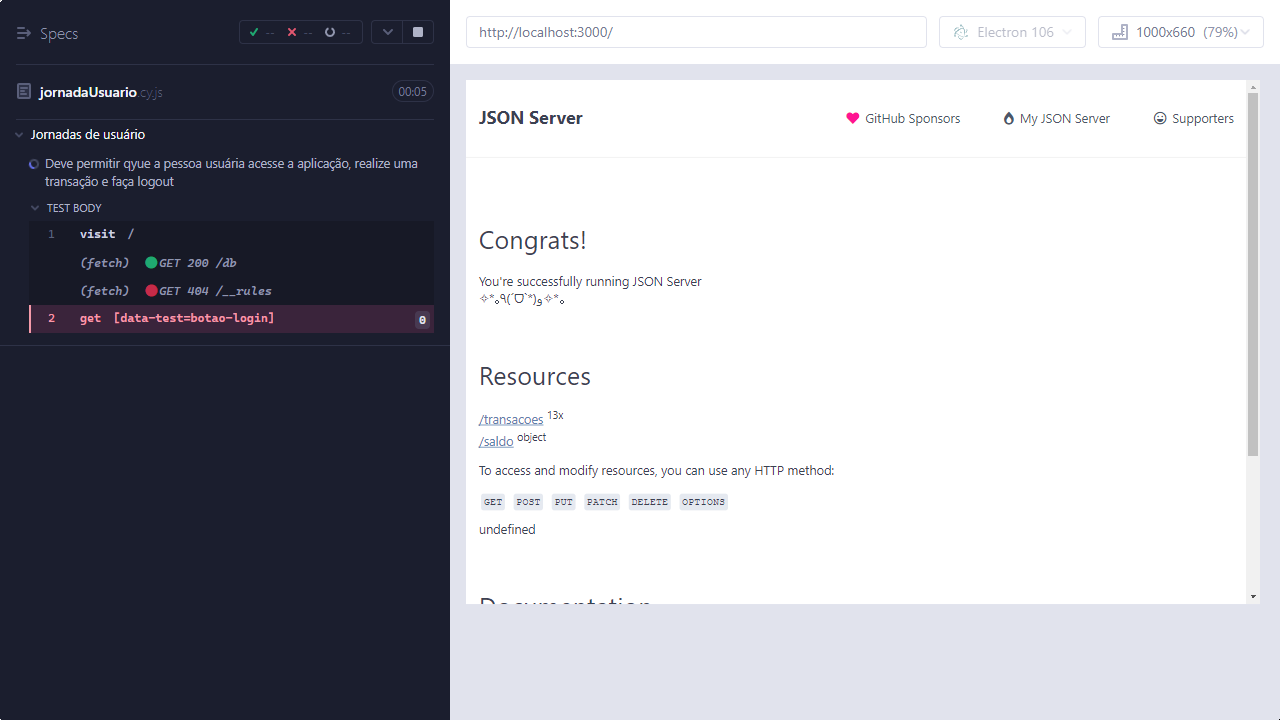 Specs
-- -- --
jornadaUsuario.cy.js 00:05
Jornadas de usuário
Deve permitir qyue a pessoa usuária acesse a aplicação, realize uma
transação e faça logout
TEST BODY
1 visit /
(fetch) GET 200 /db
(fetch) GET 404 /__rules
2 get [data-test=botao-login] 0
http://localhost:3000/
Electron 106
1000x660 (79%)
JSON Server
GitHub Sponsors
My JSON Server
Supporters
Congrats!
You're successfully running JSON Server
✧*｡٩(ˊᗜˋ*)و✧*｡
Resources
/transacoes 13x
/saldo object
To access and modify resources, you can use any HTTP method:
GET POST PUT PATCH DELETE OPTIONS
undefined
Documentation